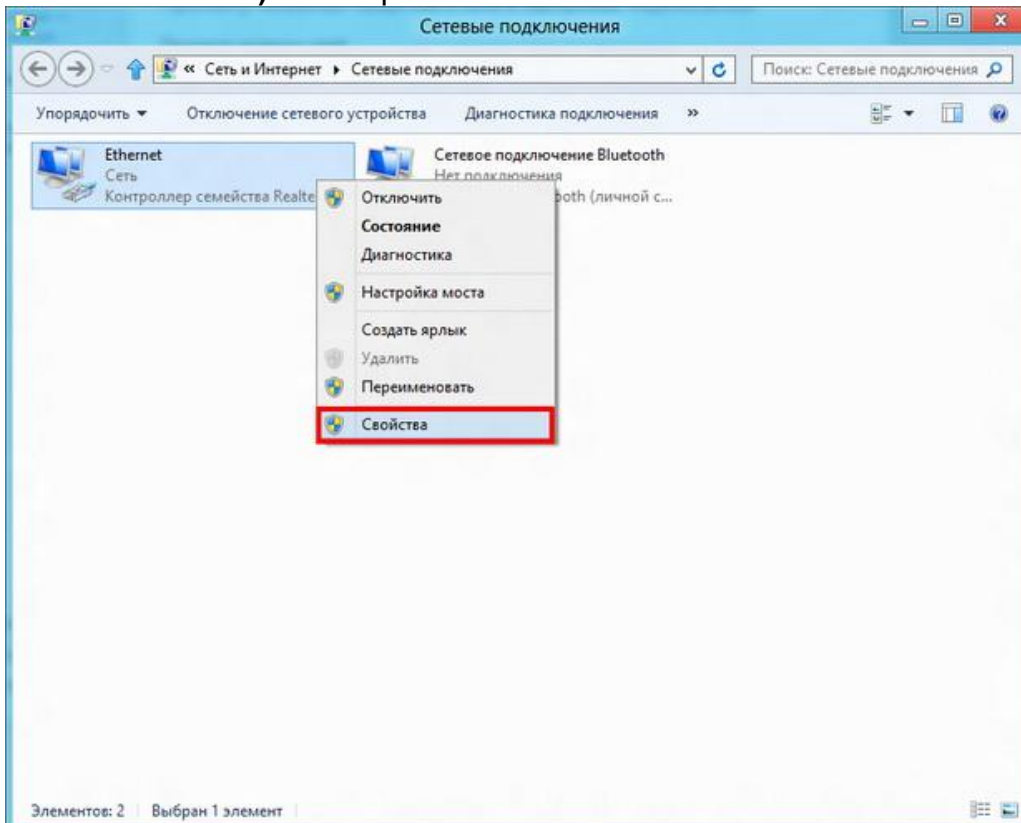 Сетевые подключения
« Сеть и Интернет ▸ Сетевые подключения
Поиск: Сетевые подключения
Упорядочить ▾ Отключение сетевого устройства Диагностика подключения »
Ethernet
Сеть
Контроллер семейства Realte
Сетевое подключение Bluetooth
Нет подключения
ooth (личной с...
Отключить
Состояние
Диагностика
Настройка моста
Создать ярлык
Удалить
Переименовать
Свойства
Элементов: 2 Выбран 1 элемент